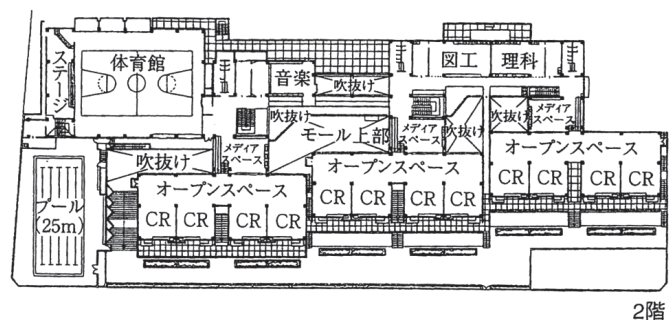 ステージ
体育館
音楽
吹抜け
図工
理科
吹抜け
モール上部
メディア
スペース
メディア
スペース
吹抜け
吹抜け
メディア
スペース
吹抜け
オープンスペース
オープンスペース
オープンスペース
プール
(25m)
CR
CR
CR
CR
CR
CR
CR
CR
CR
CR
CR
CR
2階